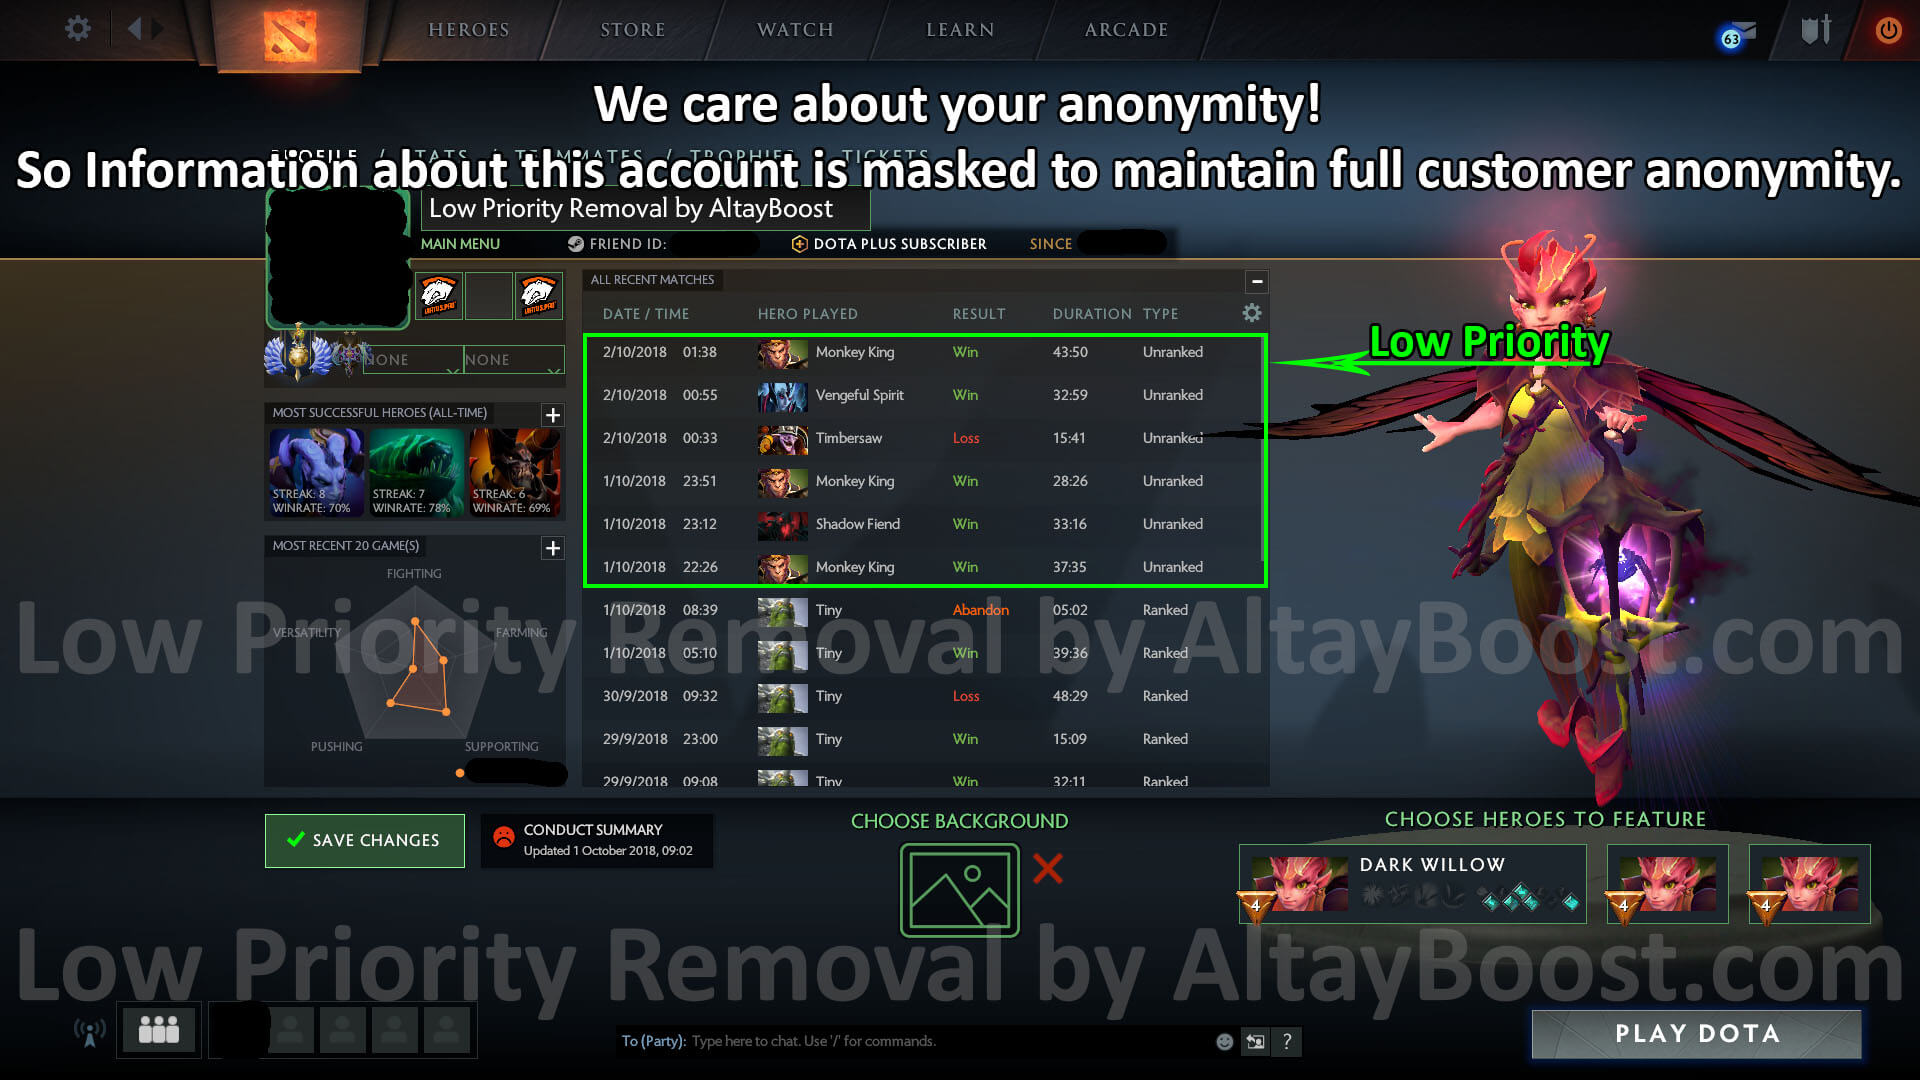 HEROES
STORE
WATCH
LEARN
ARCADE
63
We care about your anonymity!
PROFILE / STATS / TEAMMATES / TROPHIES / TICKETS
So Information about this account is masked to maintain full customer anonymity.
Low Priority Removal by AltayBoost
MAIN MENU
FRIEND ID:
DOTA PLUS SUBSCRIBER
SINCE
NONE
NONE
MOST SUCCESSFUL HEROES (ALL-TIME)
STREAK: 8
WINRATE: 70%
STREAK: 7
WINRATE: 78%
STREAK: 6
WINRATE: 69%
MOST RECENT 20 GAME(S)
FIGHTING
VERSATILITY
FARMING
PUSHING
SUPPORTING
ALL RECENT MATCHES
DATE / TIME HERO PLAYED RESULT DURATION TYPE
2/10/2018 01:38 Monkey King Win 43:50 Unranked
2/10/2018 00:55 Vengeful Spirit Win 32:59 Unranked
2/10/2018 00:33 Timbersaw Loss 15:41 Unranked
1/10/2018 23:51 Monkey King Win 28:26 Unranked
1/10/2018 23:12 Shadow Fiend Win 33:16 Unranked
1/10/2018 22:26 Monkey King Win 37:35 Unranked
1/10/2018 08:39 Tiny Abandon 05:02 Ranked
1/10/2018 05:10 Tiny Win 39:36 Ranked
30/9/2018 09:32 Tiny Loss 48:29 Ranked
29/9/2018 23:00 Tiny Win 15:09 Ranked
29/9/2018 09:08 Tiny Win 32:11 Ranked
Low Priority
Low Priority Removal by AltayBoost.com
SAVE CHANGES
CONDUCT SUMMARY
Updated 1 October 2018, 09:02
CHOOSE BACKGROUND
CHOOSE HEROES TO FEATURE
DARK WILLOW
4
4
4
Low Priority Removal by AltayBoost.com
To (Party): Type here to chat. Use '/' for commands.
?
PLAY DOTA